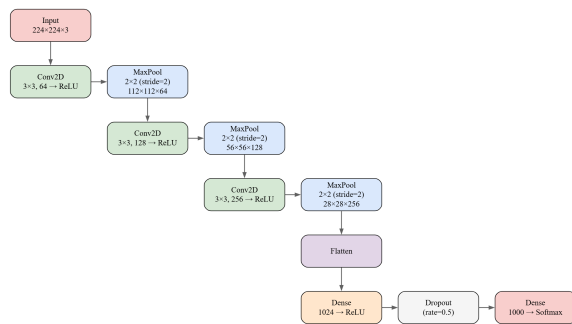 Input
224×224×3
Conv2D
3×3, 64 → ReLU
MaxPool
2×2 (stride=2)
112×112×64
Conv2D
3×3, 128 → ReLU
MaxPool
2×2 (stride=2)
56×56×128
Conv2D
3×3, 256 → ReLU
MaxPool
2×2 (stride=2)
28×28×256
Flatten
Dense
1024 → ReLU
Dropout
(rate=0.5)
Dense
1000 → Softmax